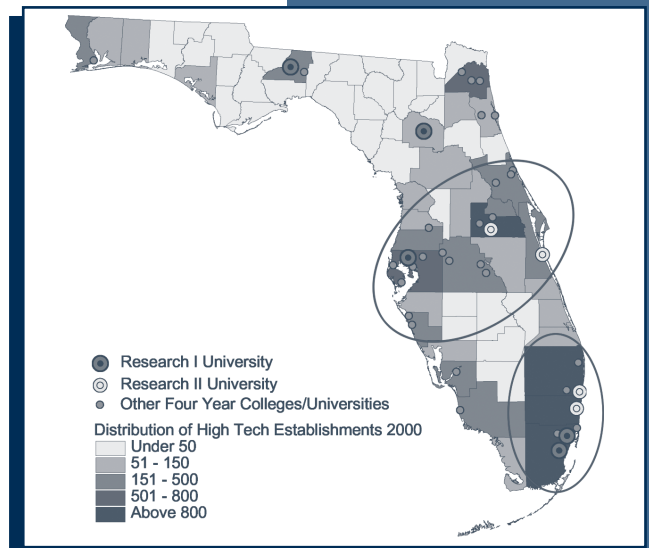 Research I University
Research II University
Other Four Year Colleges/Universities
Distribution of High Tech Establishments 2000
Under 50
51 - 150
151 - 500
501 - 800
Above 800